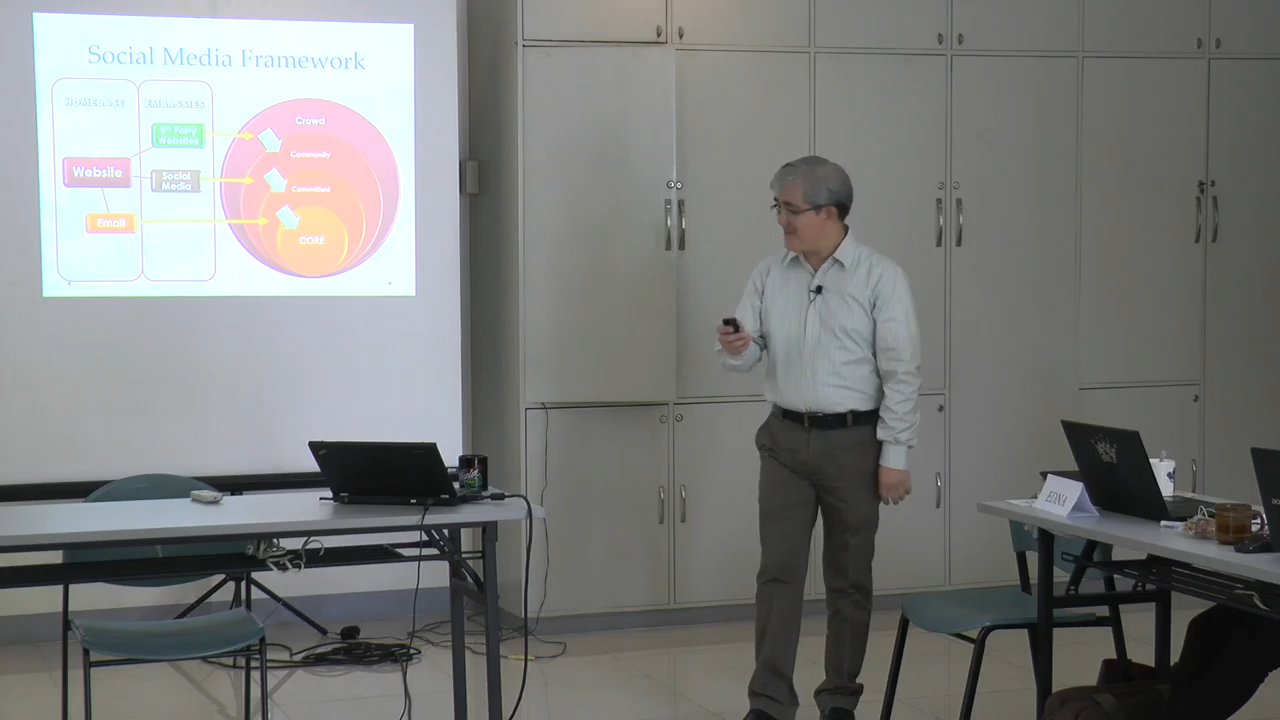 Social Media Framework
HOMEBASE
EMBASSIES
3rd Party
Websites
Website
Social
Media
Email
Crowd
Community
Committed
CORE
EDNA